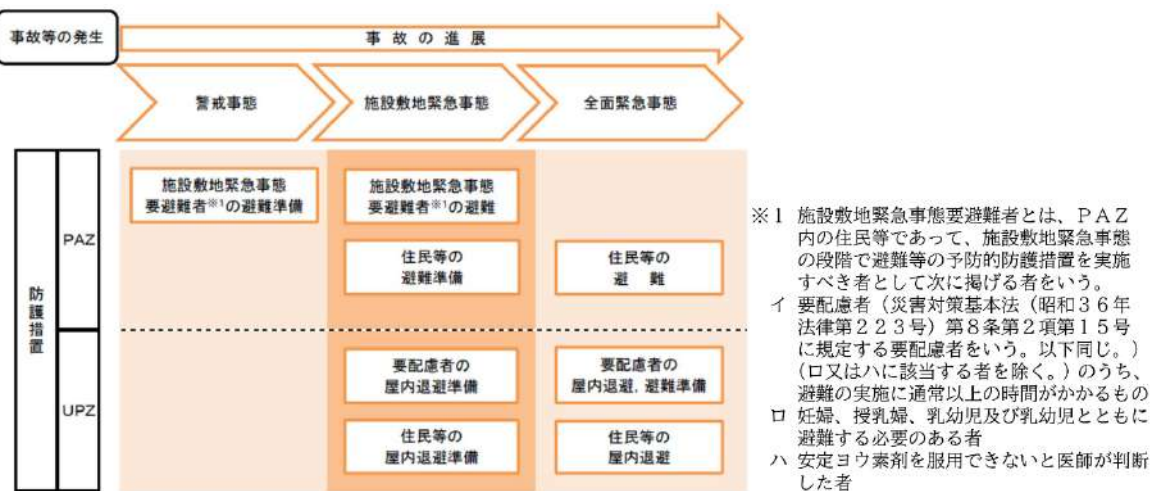 事故等の発生
事故の進展
警戒事態
施設敷地緊急事態
全面緊急事態
防護措置
PAZ
施設敷地緊急事態
要避難者※1の避難準備
施設敷地緊急事態
要避難者※1の避難
住民等の
避難準備
住民等の
避 難
UPZ
要配慮者の
屋内退避準備
要配慮者の
屋内退避,避難準備
住民等の
屋内退避準備
住民等の
屋内退避
※1 施設敷地緊急事態要避難者とは、PAZ
内の住民等であって、施設敷地緊急事態
の段階で避難等の予防的防護措置を実施
すべき者として次に掲げる者をいう。
イ 要配慮者(災害対策基本法(昭和36年
法律第223号)第8条第2項第15号
に規定する要配慮者をいう。以下同じ。)
(ロ又はハに該当する者を除く。)のうち、
避難の実施に通常以上の時間がかかるもの
ロ 妊婦、授乳婦、乳幼児及び乳幼児とともに
避難する必要のある者
ハ 安定ヨウ素剤を服用できないと医師が判断
した者